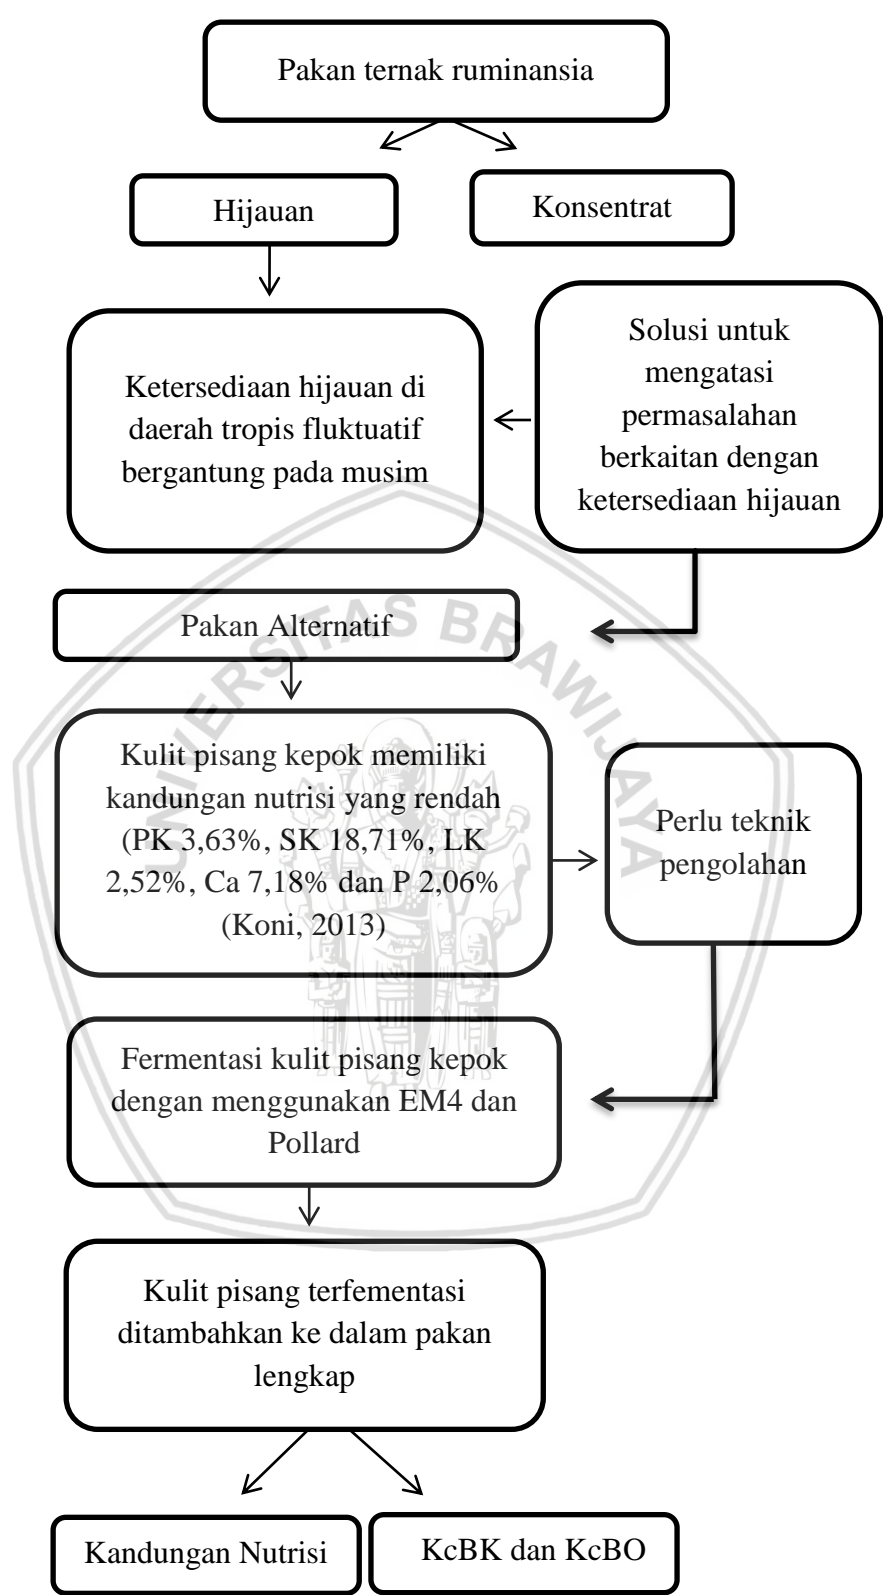 Pakan ternak ruminansia
Hijauan
Konsentrat
Ketersediaan hijauan di
daerah tropis fluktuatif
bergantung pada musim
Solusi untuk
mengatasi
permasalahan
berkaitan dengan
ketersediaan hijauan
Pakan Alternatif
Kulit pisang kepok memiliki
kandungan nutrisi yang rendah
(PK 3,63%, SK 18,71%, LK
2,52%, Ca 7,18% dan P 2,06%
(Koni, 2013)
Perlu teknik
pengolahan
Fermentasi kulit pisang kepok
dengan menggunakan EM4 dan
Pollard
Kulit pisang terfementasi
ditambahkan ke dalam pakan
lengkap
Kandungan Nutrisi
KcBK dan KcBO
UNIVERSITAS BRAWIJAYA